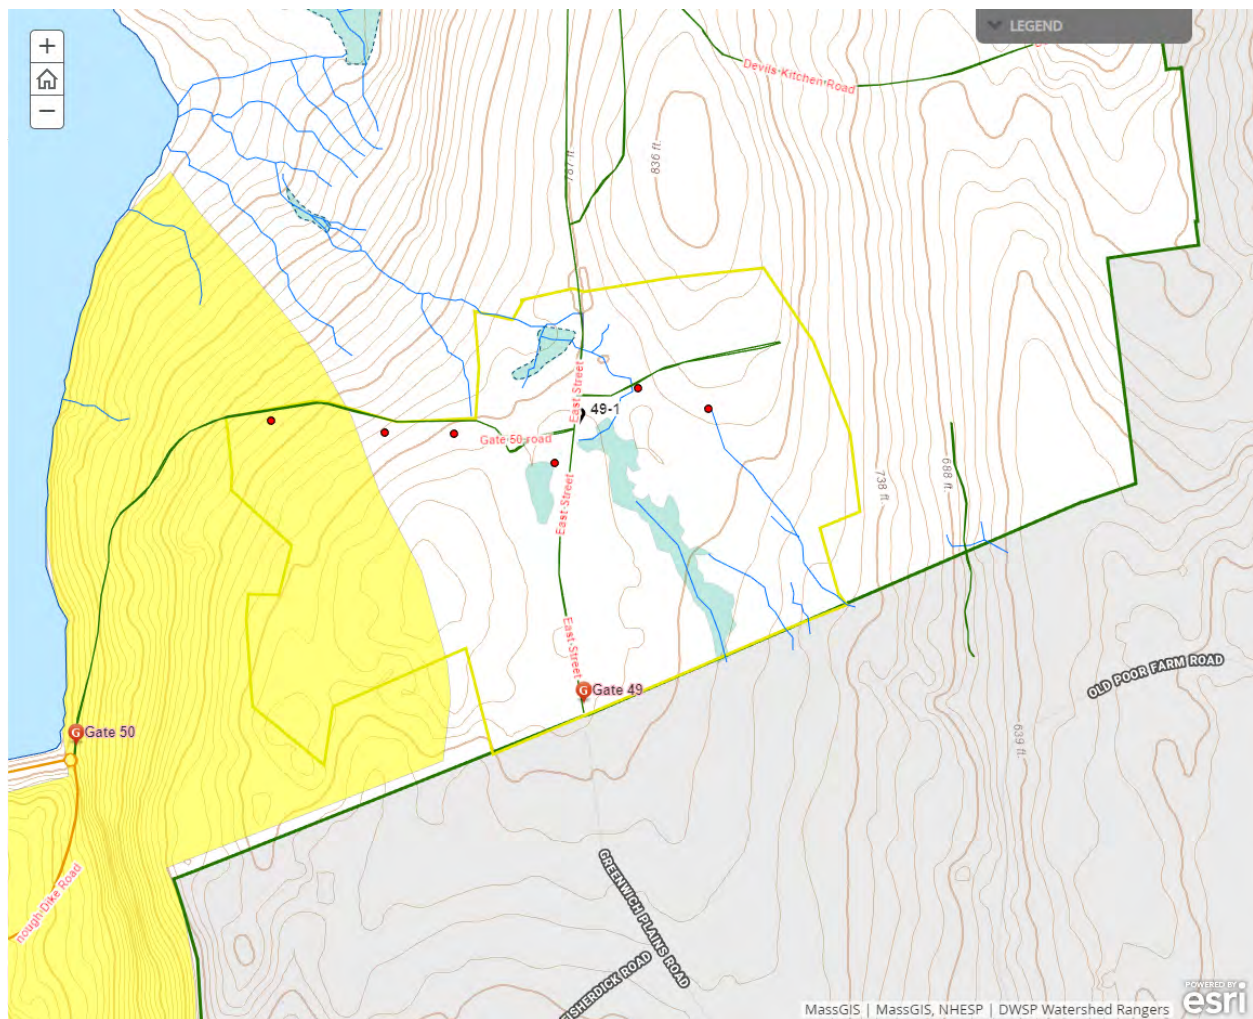 +
−
LEGEND
Devils·Kitchen·Road
787 ft
836 ft.
East·Street
49-1
Gate·50·road
East·Street
738 ft
688 ft.
East·Street
G Gate 49
G Gate 50
OLD POOR FARM ROAD
639 ft
nough·Dike Road
GREENWICH PLAINS ROAD
FISHERDICK ROAD
POWERED BY
esri
MassGIS | MassGIS, NHESP | DWSP Watershed Rangers